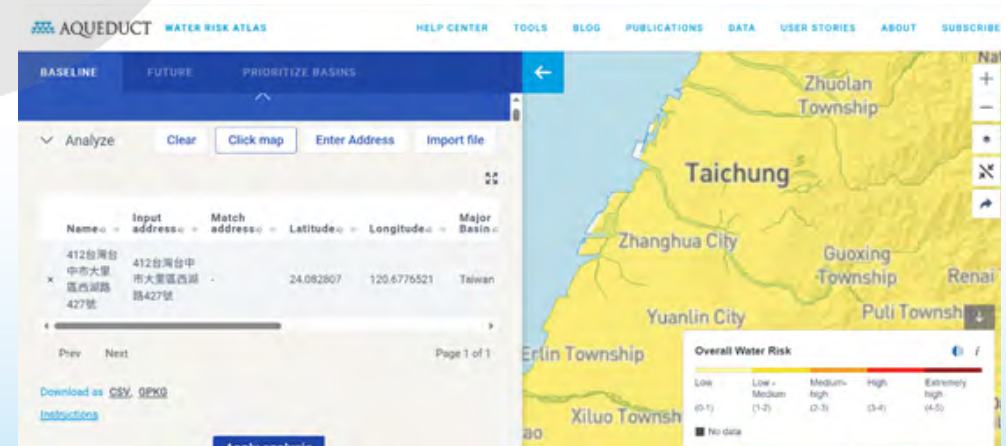 AQUEDUCT WATER RISK ATLAS
HELP CENTER TOOLS BLOG PUBLICATIONS DATA USER STORIES ABOUT SUBSCRIBE
BASELINE FUTURE PRIORITIZE BASINS
Analyze Clear Click map Enter Address Import file
Name Input address Match address Latitude Longitude Major Basin
412台灣台
中市大里
區西湖路
427號
412台灣台中
市大里區西湖
路427號
- 24.082807 120.6776521 Taiwan
Prev Next Page 1 of 1
Download as CSV, GPKG
Instructions
Apply analysis
Zhuolan
Township
Taichung
Zhanghua City
Guoxing
Township
Renai
Yuanlin City
Puli Townsh
Erlin Township
Xiluo Townsh
Overall Water Risk
Low Low - Medium Medium-high High Extremely high
(0-1) (1-2) (2-3) (3-4) (4-5)
No data